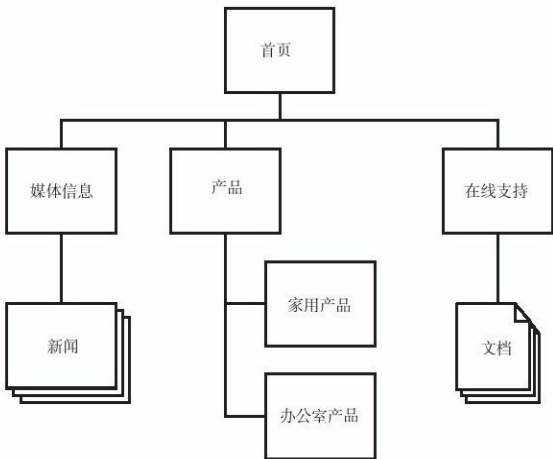 首页
媒体信息
产品
在线支持
家用产品
新闻
文档
办公室产品